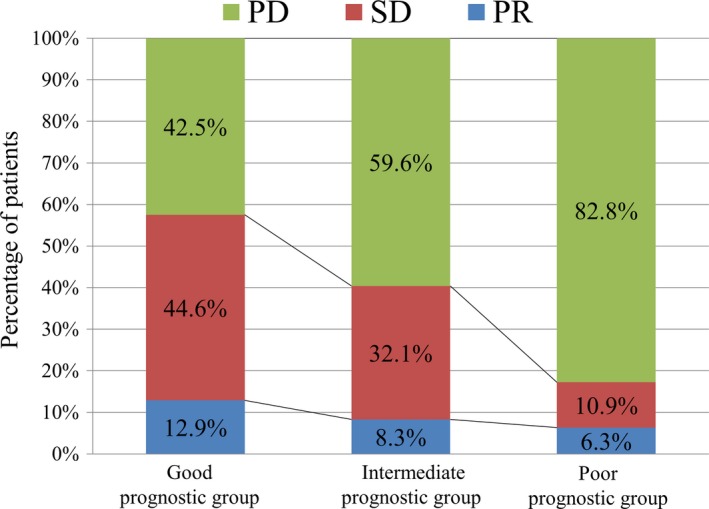 PD SD PR
100%
90%
80%
70%
60%
50%
40%
30%
20%
10%
0%
Percentage of patients
42.5%
59.6%
82.8%
44.6%
32.1%
10.9%
12.9%
8.3%
6.3%
Good
prognostic group
Intermediate
prognostic group
Poor
prognostic group